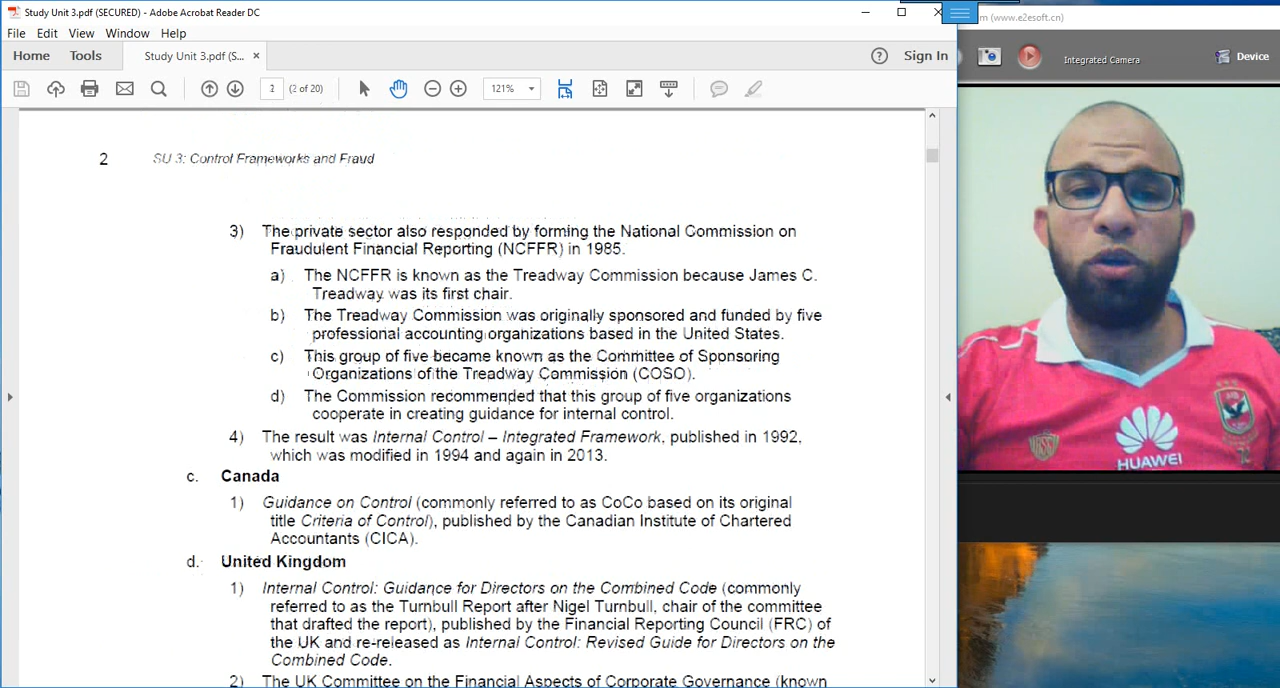 Study Unit 3.pdf (SECURED) - Adobe Acrobat Reader DC
m (www.e2esoft.cn)
File Edit View Window Help
Home Tools Study Unit 3.pdf (S... × Sign In
Integrated Camera Device
2 (2 of 20) 121%
2 SU 3: Control Frameworks and Fraud
3) The private sector also responded by forming the National Commission on
Fraudulent Financial Reporting (NCFFR) in 1985.
a) The NCFFR is known as the Treadway Commission because James C.
Treadway was its first chair.
b) The Treadway Commission was originally sponsored and funded by five
professional accounting organizations based in the United States.
c) This group of five became known as the Committee of Sponsoring
Organizations of the Treadway Commission (COSO).
d) The Commission recommended that this group of five organizations
cooperate in creating guidance for internal control.
4) The result was Internal Control – Integrated Framework, published in 1992,
which was modified in 1994 and again in 2013.
c. Canada
1) Guidance on Control (commonly referred to as CoCo based on its original
title Criteria of Control), published by the Canadian Institute of Chartered
Accountants (CICA).
d. United Kingdom
1) Internal Control: Guidance for Directors on the Combined Code (commonly
referred to as the Turnbull Report after Nigel Turnbull, chair of the committee
that drafted the report), published by the Financial Reporting Council (FRC) of
the UK and re-released as Internal Control: Revised Guide for Directors on the
Combined Code.
2) The UK Committee on the Financial Aspects of Corporate Governance (known
HUAWEI